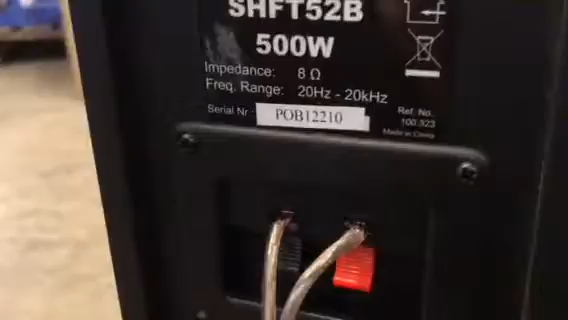 SHFT52B
500W
Impedance: 8 Ω
Freq. Range: 20Hz - 20kHz
Serial Nr: POB12210
Ref. No.
100.323
Made in China